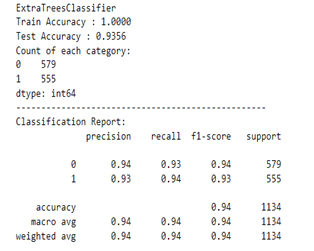 ExtraTreesClassifier
Train Accuracy : 1.0000
Test Accuracy : 0.9356
Count of each category:
0    579
1    555
dtype: int64
--------------------------------------------------
Classification Report:
              precision    recall  f1-score   support

           0       0.94      0.93      0.94       579
           1       0.93      0.94      0.93       555

    accuracy                           0.94      1134
   macro avg       0.94      0.94      0.94      1134
weighted avg       0.94      0.94      0.94      1134